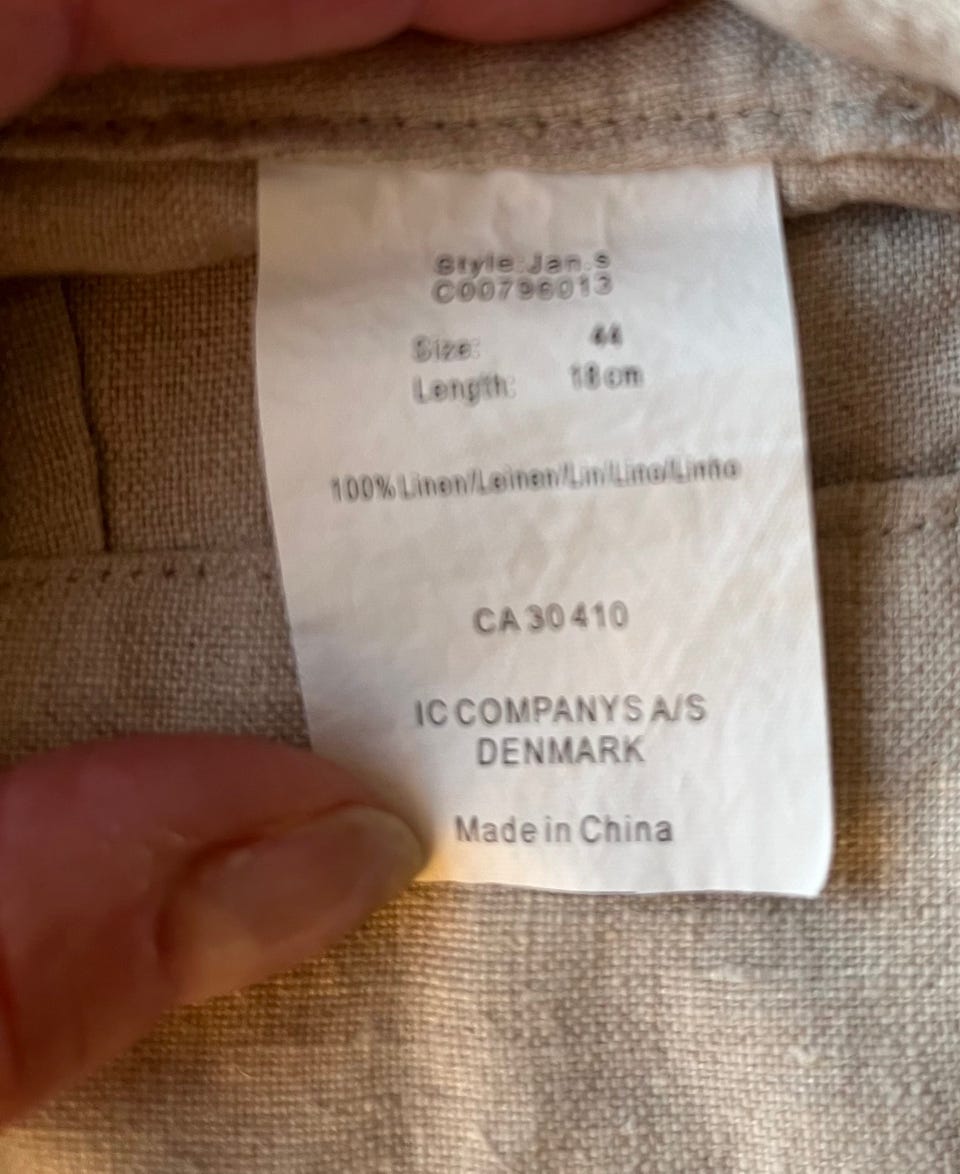 Style:Jan.s
C00796013
Size: 44
Length: 18cm
100% Linen/Leinen/Lin/Lino/Linho
CA 30410
IC COMPANYS A/S
DENMARK
Made in China